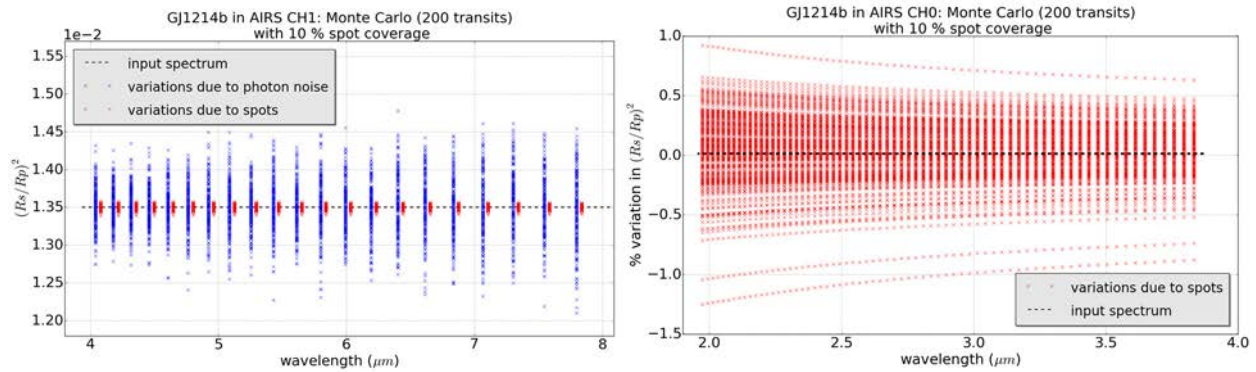 GJ1214b in AIRS CH1: Monte Carlo (200 transits)
with 10 % spot coverage
1e−2
input spectrum
variations due to photon noise
variations due to spots
1.55
1.50
1.45
1.40
1.35
1.30
1.25
1.20
(Rs/Rp)²
4 5 6 7 8
wavelength (μm)
GJ1214b in AIRS CH0: Monte Carlo (200 transits)
with 10 % spot coverage
1.0
0.5
0.0
−0.5
−1.0
−1.5
% variation in (Rs/Rp)²
variations due to spots
input spectrum
2.0 2.5 3.0 3.5 4.0
wavelength (μm)